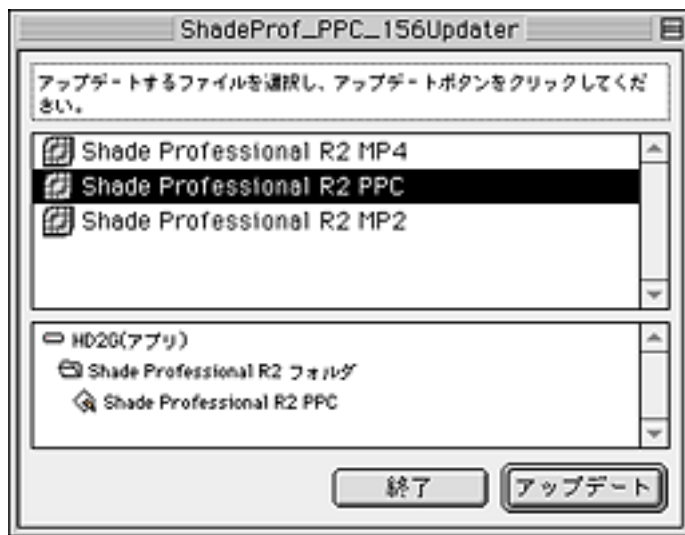 ShadeProf_PPC_156Updater
アップデートするファイルを選択し、アップデートボタンをクリックしてくだ
さい。
Shade Professional R2 MP4
Shade Professional R2 PPC
Shade Professional R2 MP2
HD2G(アプリ)
Shade Professional R2 フォルダ
Shade Professional R2 PPC
終了
アップデート